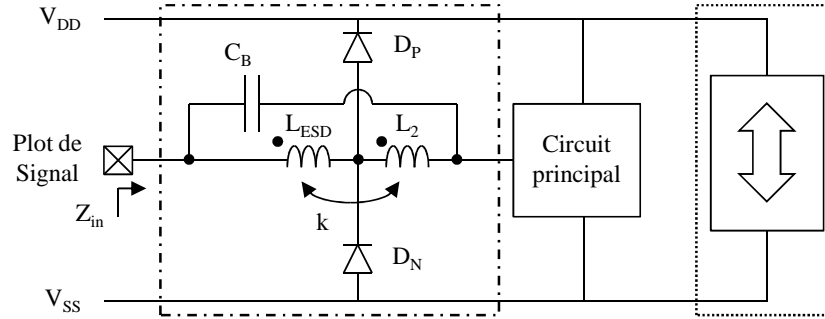 V_DD
D_P
C_B
L_ESD
L_2
Plot de
Signal
Circuit
principal
Z_in
k
D_N
V_SS